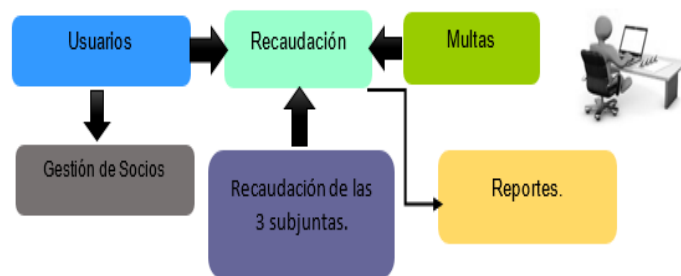 Usuarios
Recaudación
Multas
Gestión de Socios
Recaudación de las
3 subjuntas.
Reportes.